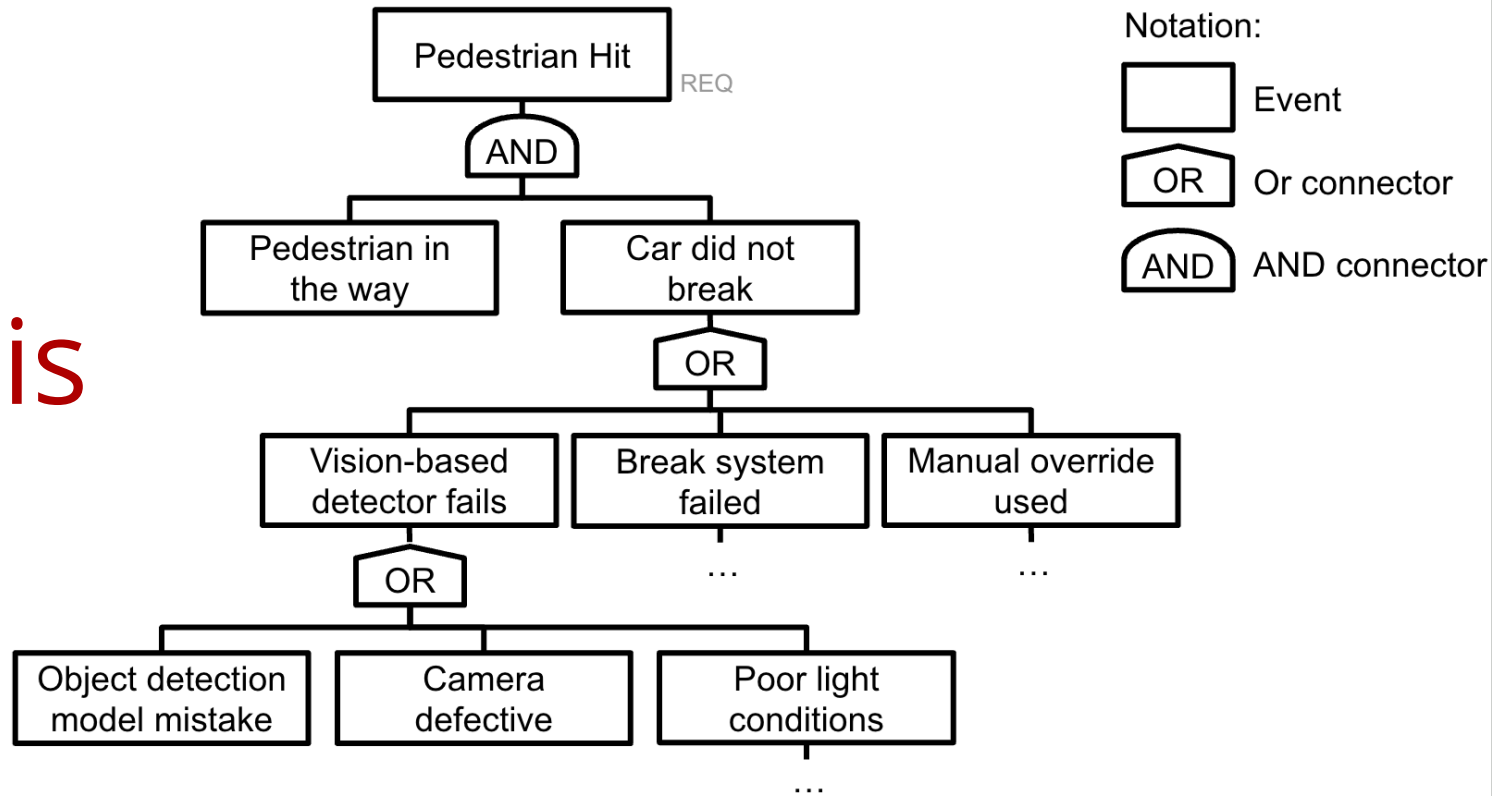 Pedestrian Hit
REQ
AND
Pedestrian in
the way
Car did not
break
OR
Vision-based
detector fails
Break system
failed
Manual override
used
...
...
OR
Object detection
model mistake
Camera
defective
Poor light
conditions
...
is
Notation:
Event
OR
Or connector
AND
AND connector